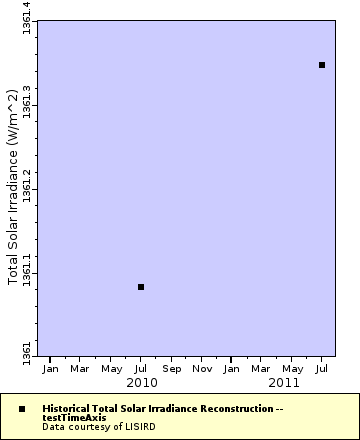 Total Solar Irradiance (W/m^2)
1361.4
1361.3
1361.2
1361.1
1361
Jan Mar May Jul Sep Nov Jan Mar May Jul
2010 2011
Historical Total Solar Irradiance Reconstruction --
testTimeAxis
Data courtesy of LISIRD